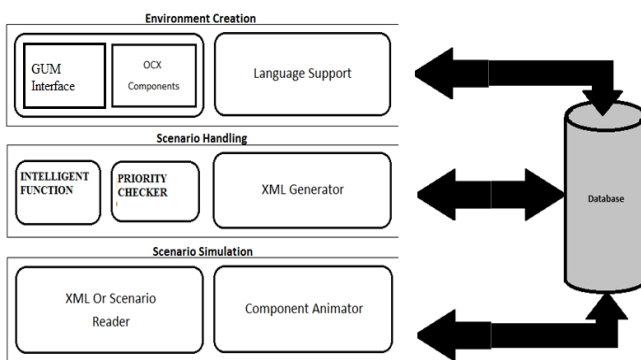 Environment Creation
GUM
Interface
OCX
Components
Language Support
Scenario Handling
INTELLIGENT
FUNCTION
PRIORITY
CHECKER
XML Generator
Database
Scenario Simulation
XML Or Scenario
Reader
Component Animator